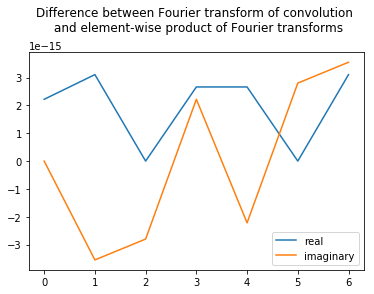 Difference between Fourier transform of convolution
and element-wise product of Fourier transforms
1e−15
3
2
1
0
−1
−2
−3
0 1 2 3 4 5 6
real
imaginary